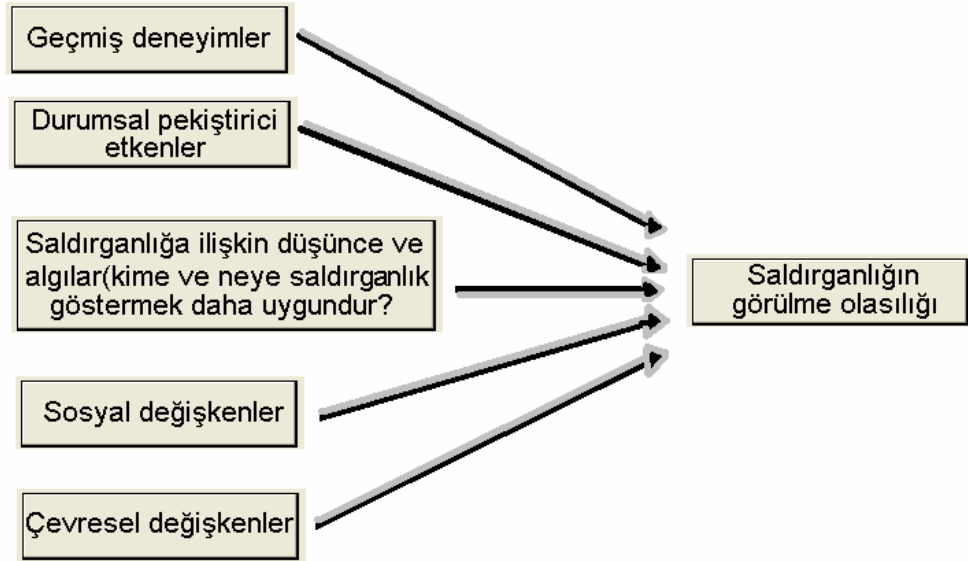 Geçmiş deneyimler
Durumsal pekiştirici
etkenler
Saldırganlığa ilişkin düşünce ve
algılar(kime ve neye saldırganlık
göstermek daha uygundur?
Saldırganlığın
görülme olasılığı
Sosyal değişkenler
Çevresel değişkenler